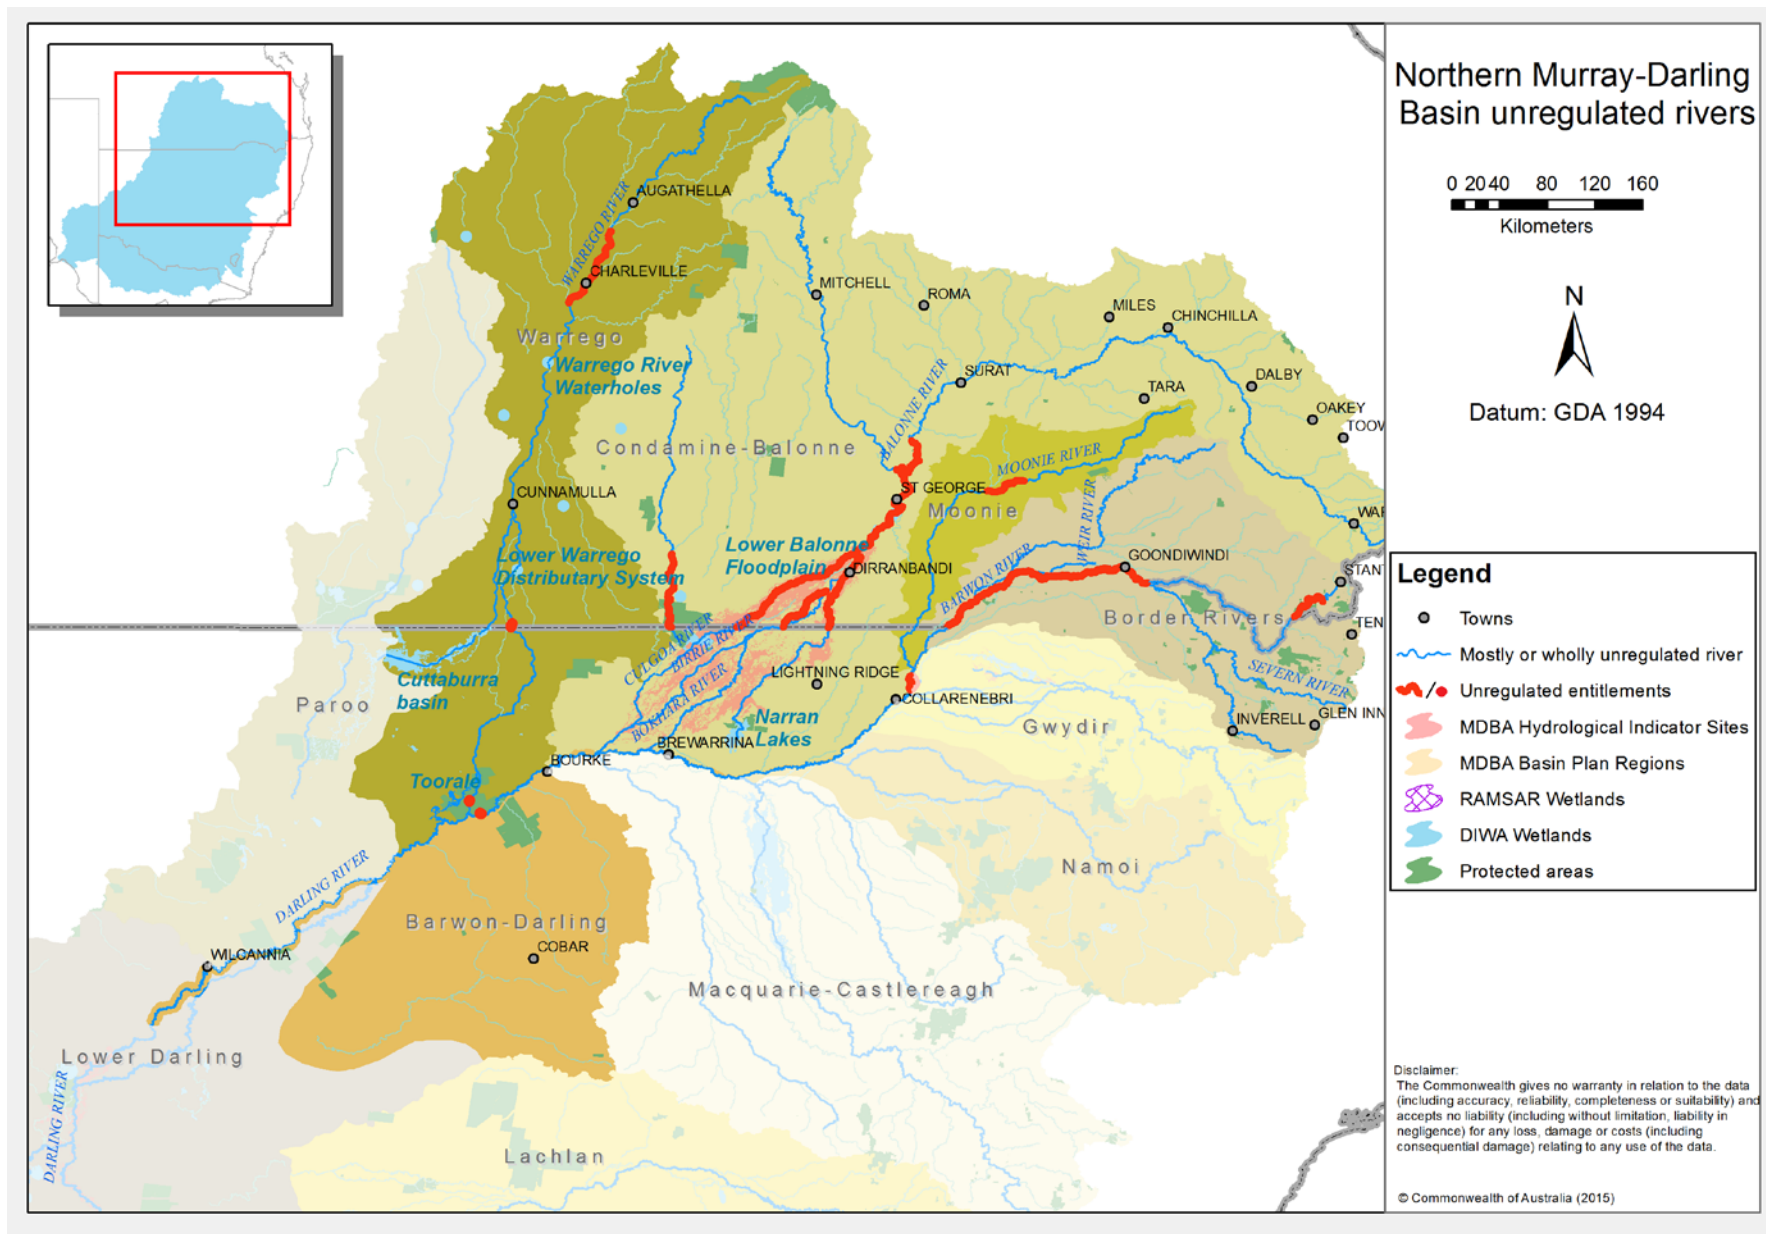 Northern Murray-Darling
Basin unregulated rivers
0 20 40 80 120 160
Kilometers
N
Datum: GDA 1994
Legend
Towns
Mostly or wholly unregulated river
Unregulated entitlements
MDBA Hydrological Indicator Sites
MDBA Basin Plan Regions
RAMSAR Wetlands
DIWA Wetlands
Protected areas
Disclaimer:
The Commonwealth gives no warranty in relation to the data
(including accuracy, reliability, completeness or suitability) and
accepts no liability (including without limitation, liability in
negligence) for any loss, damage or costs (including
consequential damage) relating to any use of the data.
© Commonwealth of Australia (2015)
AUGATHELLA
WARREGO RIVER
CHARLEVILLE
MITCHELL
ROMA
MILES
CHINCHILLA
Warrego
Warrego River
Waterholes
SURAT
BALONNE RIVER
TARA
DALBY
OAKEY
TOOW
Condamine-Balonne
MOONIE RIVER
CUNNAMULLA
ST GEORGE
Moonie
WEIR RIVER
WAR
Lower Warrego
Distributary System
Lower Balonne
Floodplain
DIRRANBANDI
BARWON RIVER
GOONDIWINDI
STANT
Border Rivers
TEN
CULGOA RIVER
BIRRIE RIVER
BOKHARA RIVER
LIGHTNING RIDGE
COLLARENEBRI
SEVERN RIVER
Cuttaburra
basin
Paroo
Narran
Lakes
Gwydir
INVERELL
GLEN INN
BREWARRINA
BOURKE
Toorale
DARLING RIVER
Namoi
Barwon-Darling
COBAR
WILCANNIA
Macquarie-Castlereagh
Lower Darling
DARLING RIVER
Lachlan